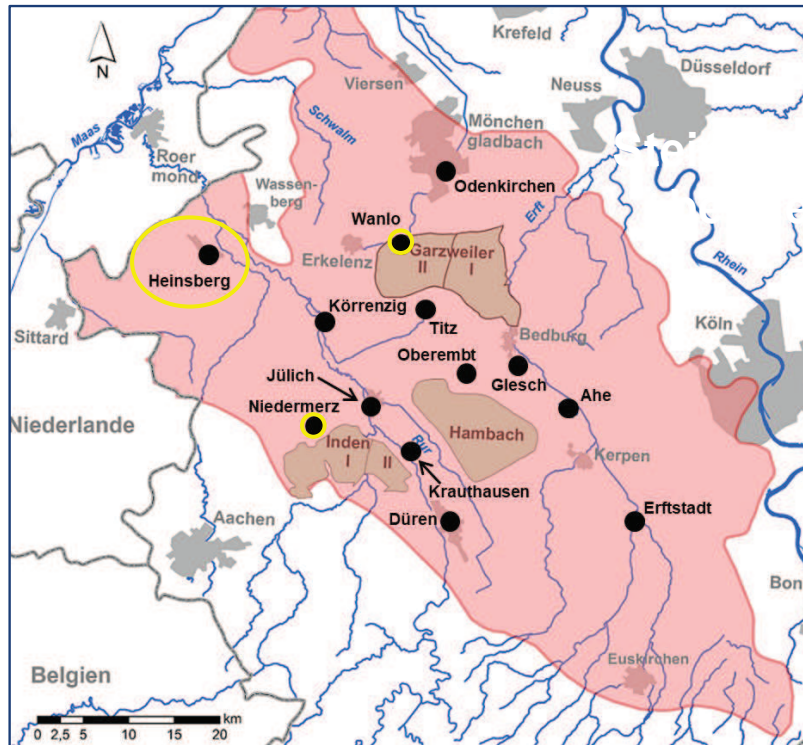 Krefeld
Düsseldorf
Neuss
Viersen
Mönchen
gladbach
N
Maas
Schwalm
Roer
mond
Wassen-
berg
Odenkirchen
Erft
Wanlo
Erkelenz
Garzweiler
II
I
Rhein
Heinsberg
Körrenzig
Titz
Bedburg
Köln
Sittard
Oberembt
Glesch
Jülich
Ahe
Niedermerz
Niederlande
Hambach
Inden
I
II
Rur
Kerpen
Krauthausen
Aachen
Düren
Erftstadt
Bon
Euskirchen
Belgien
km
0 2,5 5 10 15 20